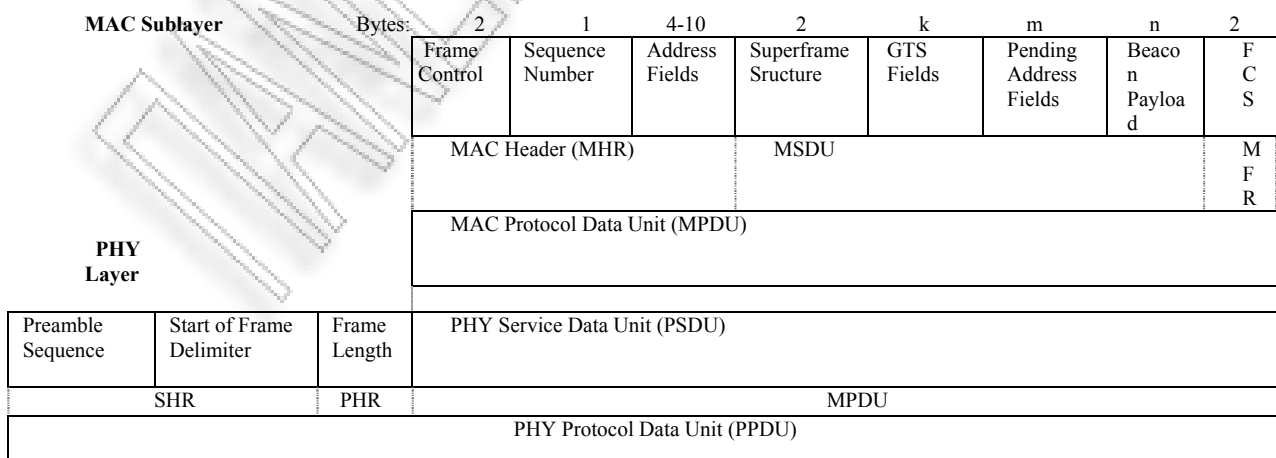 MAC Sublayer Bytes: 2 1 4-10 2 k m n 2
Frame Control
Sequence Number
Address Fields
Superframe Sructure
GTS Fields
Pending Address Fields
Beaco
n
Payloa
d
F
C
S
MAC Header (MHR) MSDU
M
F
R
MAC Protocol Data Unit (MPDU)
PHY
Layer
Preamble Sequence
Start of Frame Delimiter
Frame Length
PHY Service Data Unit (PSDU)
SHR PHR MPDU
PHY Protocol Data Unit (PPDU)